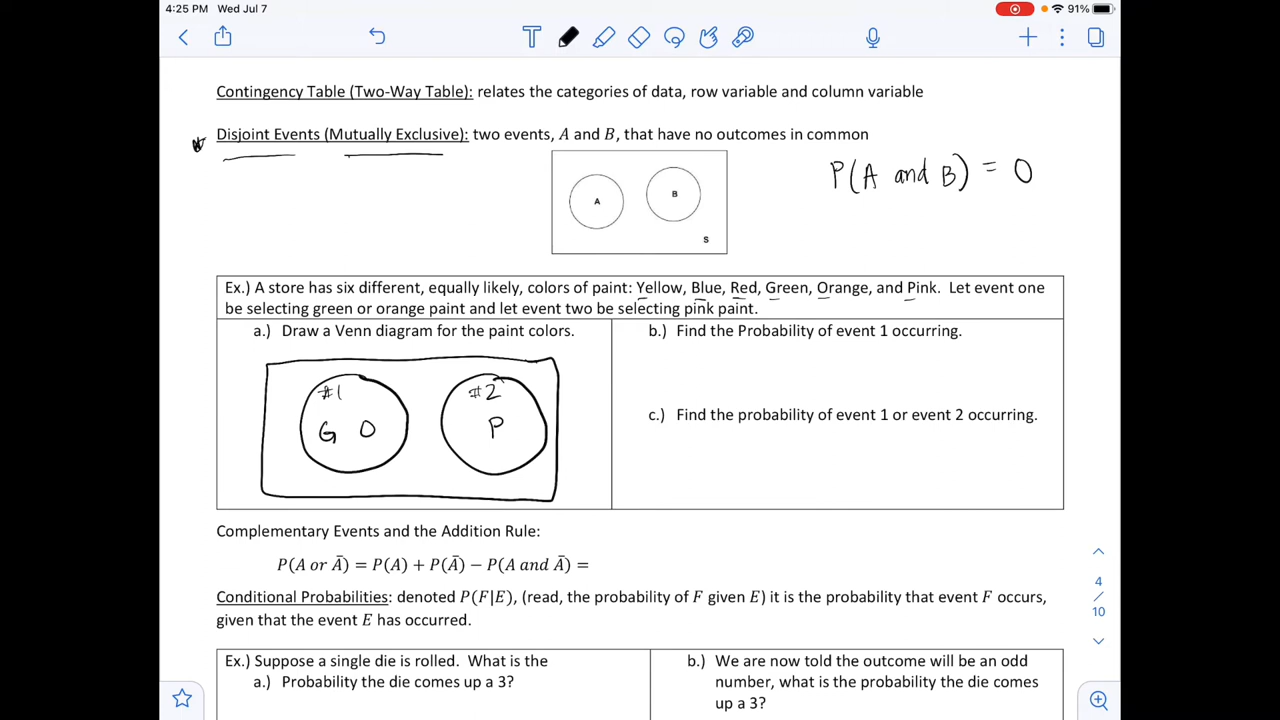 4:25 PM Wed Jul 7
91%
Contingency Table (Two-Way Table): relates the categories of data, row variable and column variable
Disjoint Events (Mutually Exclusive): two events, A and B, that have no outcomes in common
P(A and B) = 0
A B
S
Ex.) A store has six different, equally likely, colors of paint: Yellow, Blue, Red, Green, Orange, and Pink. Let event one
be selecting green or orange paint and let event two be selecting pink paint.
a.) Draw a Venn diagram for the paint colors.
#1 #2
G O P
b.) Find the Probability of event 1 occurring.
c.) Find the probability of event 1 or event 2 occurring.
Complementary Events and the Addition Rule:
P(A or Ā) = P(A) + P(Ā) − P(A and Ā) =
Conditional Probabilities: denoted P(F|E), (read, the probability of F given E) it is the probability that event F occurs,
given that the event E has occurred.
Ex.) Suppose a single die is rolled. What is the
a.) Probability the die comes up a 3?
b.) We are now told the outcome will be an odd
number, what is the probability the die comes
up a 3?
4
/
10